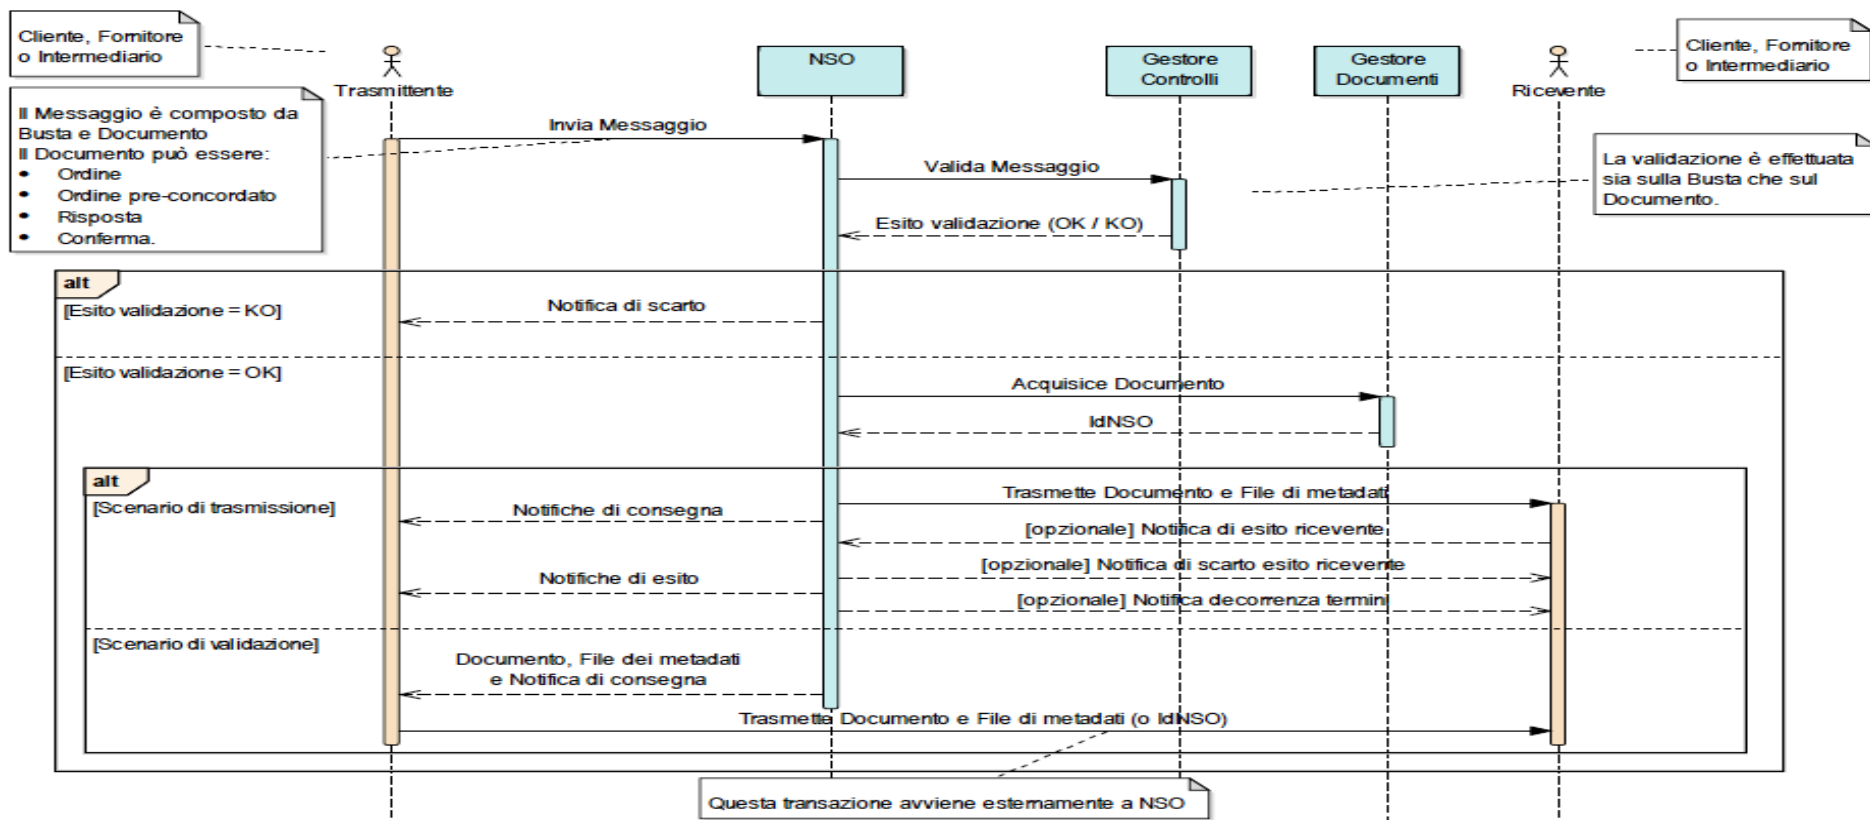 Cliente, Fornitore
o Intermediario
Trasmittente
NSO
Gestore
Controlli
Gestore
Documenti
Ricevente
Cliente, Fornitore
o Intermediario
Il Messaggio è composto da
Busta e Documento
Il Documento può essere:
• Ordine
• Ordine pre-concordato
• Risposta
• Conferma.
Invia Messaggio
Valida Messaggio
La validazione è effettuata
sia sulla Busta che sul
Documento.
Esito validazione (OK / KO)
alt
[Esito validazione = KO]
Notifica di scarto
[Esito validazione = OK]
Acquisice Documento
IdNSO
alt
[Scenario di trasmissione]
Trasmette Documento e File di metadati
Notifiche di consegna
[opzionale] Notifica di esito ricevente
[opzionale] Notifica di scarto esito ricevente
Notifiche di esito
[opzionale] Notifica decorrenza termini
[Scenario di validazione]
Documento, File dei metadati
e Notifica di consegna
Trasmette Documento e File di metadati (o IdNSO)
Questa transazione avviene esternamente a NSO